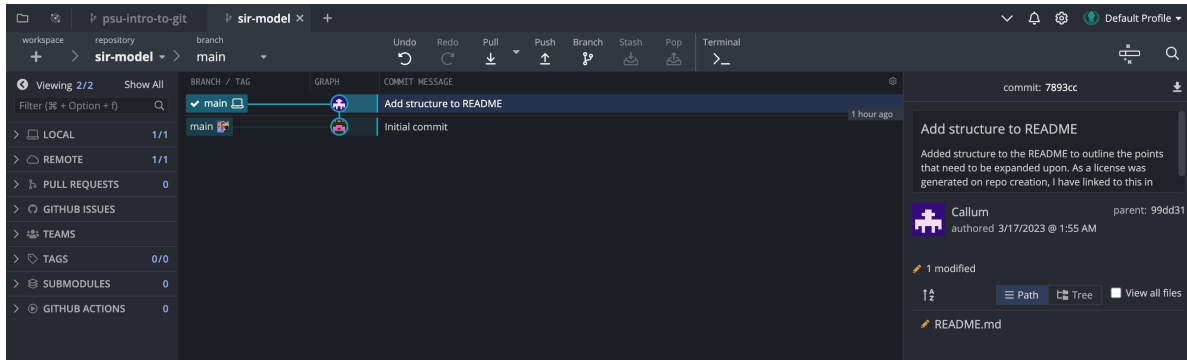 psu-intro-to-git
sir-model
Default Profile
workspace
repository
sir-model
branch
main
Undo
Redo
Pull
Push
Branch
Stash
Pop
Terminal
Viewing 2/2
Show All
Filter (⌘ + Option + f)
LOCAL 1/1
REMOTE 1/1
PULL REQUESTS 0
GITHUB ISSUES
TEAMS
TAGS 0/0
SUBMODULES 0
GITHUB ACTIONS 0
BRANCH / TAG
GRAPH
COMMIT MESSAGE
main
Add structure to README
1 hour ago
main
Initial commit
commit: 7893cc
Add structure to README
Added structure to the README to outline the points
that need to be expanded upon. As a license was
generated on repo creation, I have linked to this in
Callum
parent: 99dd31
authored 3/17/2023 @ 1:55 AM
1 modified
Path
Tree
View all files
README.md